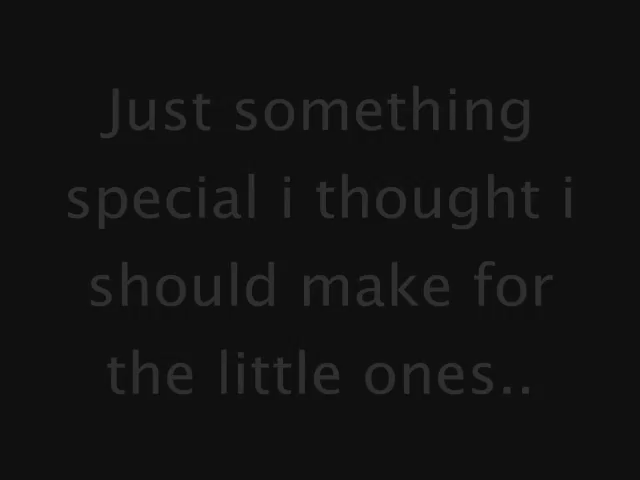 Just something
special i thought i
should make for
the little ones..